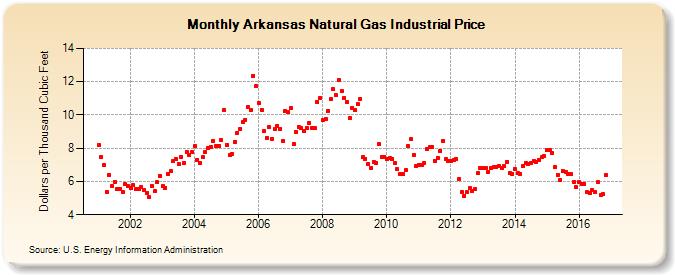 Monthly Arkansas Natural Gas Industrial Price
Dollars per Thousand Cubic Feet
14
12
10
8
6
4
2002 2004 2006 2008 2010 2012 2014 2016
Source: U.S. Energy Information Administration